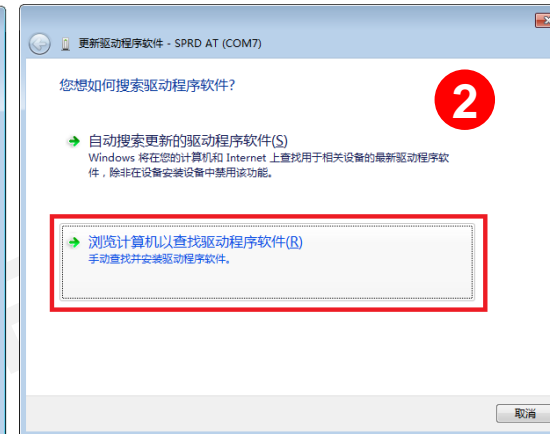 更新驱动程序软件 - SPRD AT (COM7)
您想如何搜索驱动程序软件?
2
自动搜索更新的驱动程序软件(S)
Windows 将在您的计算机和 Internet 上查找用于相关设备的最新驱动程序软
件，除非在设备安装设置中禁用该功能。
浏览计算机以查找驱动程序软件(R)
手动查找并安装驱动程序软件。
取消